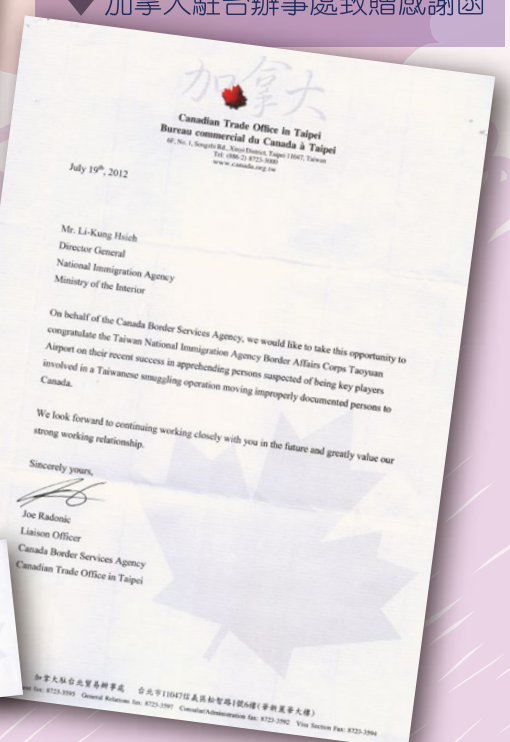 ▼ 加拿大駐台辦事處致贈感謝函
加拿大
Canadian Trade Office in Taipei
Bureau commercial du Canada à Taipei
6F, No. 1, Songzhi Rd., Xinyi District, Taipei 11047, Taiwan
Tel: (886-2) 8723-3000
www.canada.org.tw
July 19th, 2012
Mr. Li-Kung Hsieh
Director General
National Immigration Agency
Ministry of the Interior
On behalf of the Canada Border Services Agency, we would like to take this opportunity to
congratulate the Taiwan National Immigration Agency Border Affairs Corps Taoyuan
Airport on their recent success in apprehending persons suspected of being key players
involved in a Taiwanese smuggling operation moving improperly documented persons to
Canada.
We look forward to continuing working closely with you in the future and greatly value our
strong working relationship.
Sincerely yours,
Joe Radonic
Liaison Officer
Canada Border Services Agency
Canadian Trade Office in Taipei
加拿大駐台北貿易辦事處 台北市11047信義區松智路1號6樓(華新麗華大樓)
fax: 8723-3595 General Relations fax: 8723-3597 Consular/Administration fax: 8723-3592 Visa Section Fax: 8723-3594